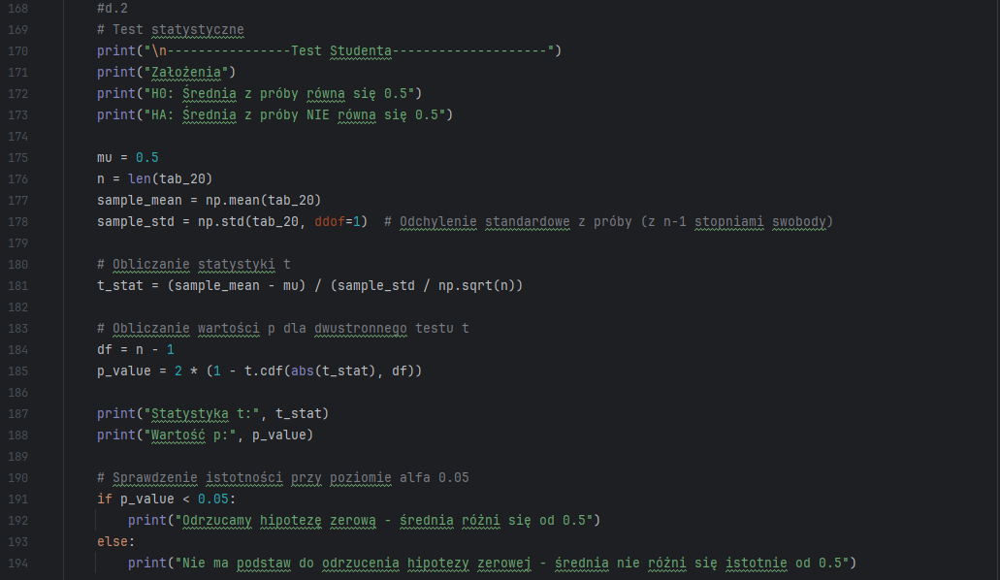 168 #d.2
169 # Test statystyczne
170 print("\n----------------Test Studenta--------------------")
171 print("Założenia")
172 print("H0: Średnia z próby równa się 0.5")
173 print("HA: Średnia z próby NIE równa się 0.5")
174
175 mu = 0.5
176 n = len(tab_20)
177 sample_mean = np.mean(tab_20)
178 sample_std = np.std(tab_20, ddof=1)  # Odchylenie standardowe z próby (z n-1 stopniami swobody)
179
180 # Obliczanie statystyki t
181 t_stat = (sample_mean - mu) / (sample_std / np.sqrt(n))
182
183 # Obliczanie wartości p dla dwustronnego testu t
184 df = n - 1
185 p_value = 2 * (1 - t.cdf(abs(t_stat), df))
186
187 print("Statystyka t:", t_stat)
188 print("Wartość p:", p_value)
189
190 # Sprawdzenie istotności przy poziomie alfa 0.05
191 if p_value < 0.05:
192     print("Odrzucamy hipotezę zerową - średnia różni się od 0.5")
193 else:
194     print("Nie ma podstaw do odrzucenia hipotezy zerowej - średnia nie różni się istotnie od 0.5")